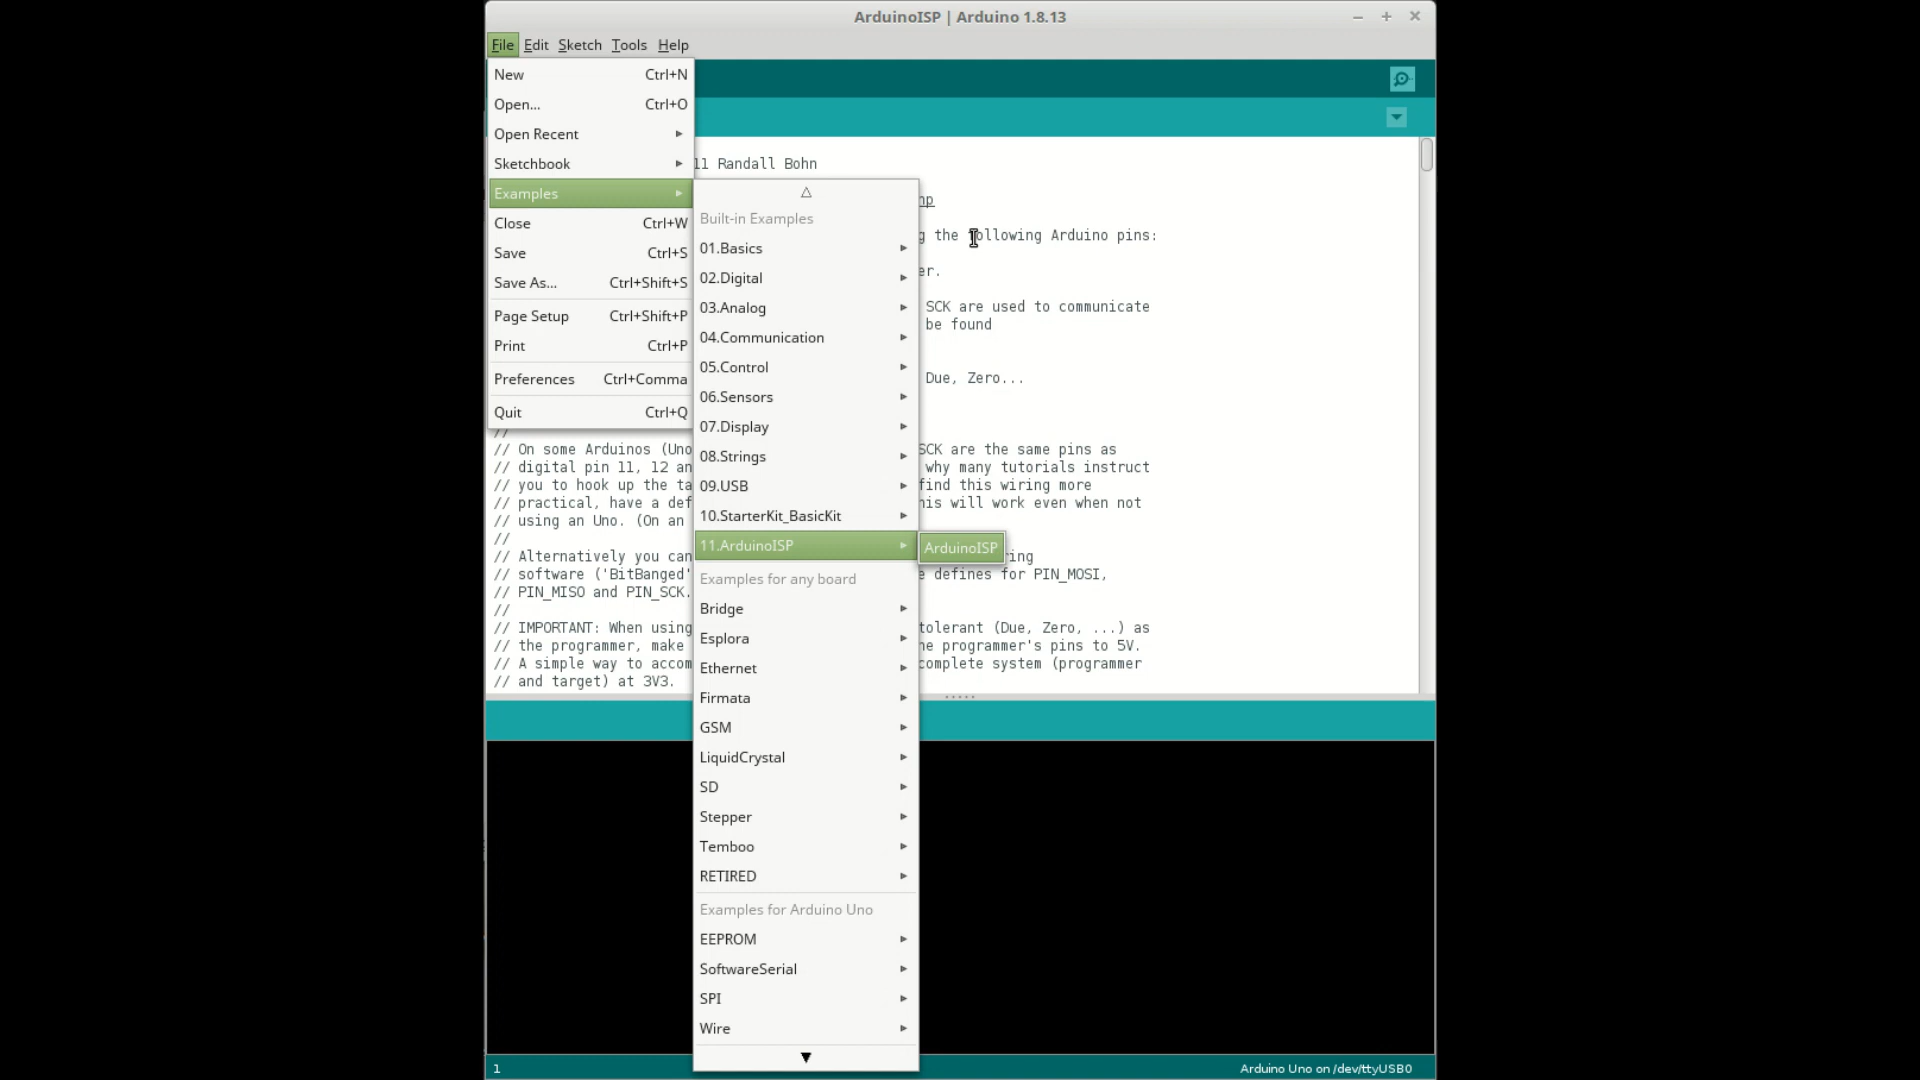 ArduinoISP | Arduino 1.8.13
File Edit Sketch Tools Help
New Ctrl+N
Open... Ctrl+O
Open Recent
Sketchbook
Examples
Close Ctrl+W
Save Ctrl+S
Save As... Ctrl+Shift+S
Page Setup Ctrl+Shift+P
Print Ctrl+P
Preferences Ctrl+Comma
Quit Ctrl+Q
Built-in Examples
01.Basics
02.Digital
03.Analog
04.Communication
05.Control
06.Sensors
07.Display
08.Strings
09.USB
10.StarterKit_BasicKit
11.ArduinoISP
ArduinoISP
Examples for any board
Bridge
Esplora
Ethernet
Firmata
GSM
LiquidCrystal
SD
Stepper
Temboo
RETIRED
Examples for Arduino Uno
EEPROM
SoftwareSerial
SPI
Wire
11 Randall Bohn
the following Arduino pins:
er.
SCK are used to communicate
be found
Due, Zero...
//
// On some Arduinos (Uno SCK are the same pins as
// digital pin 11, 12 an why many tutorials instruct
// you to hook up the ta find this wiring more
// practical, have a def his will work even when not
// using an Uno. (On an
//
// Alternatively you can ring
// software ('BitBanged' e defines for PIN_MOSI,
// PIN_MISO and PIN_SCK.
//
// IMPORTANT: When using tolerant (Due, Zero, ...) as
// the programmer, make he programmer's pins to 5V.
// A simple way to accom complete system (programmer
// and target) at 3V3.
1 Arduino Uno on /dev/ttyUSB0